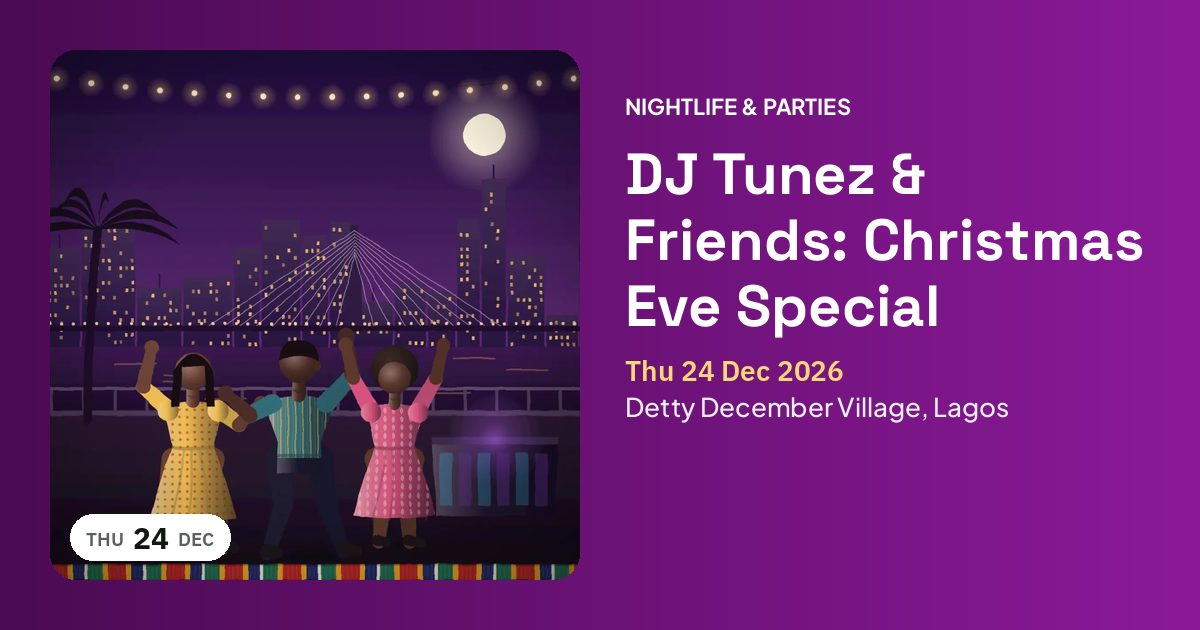 NIGHTLIFE & PARTIES
DJ Tunez &
Friends: Christmas
Eve Special
Thu 24 Dec 2026
Detty December Village, Lagos
THU 24 DEC